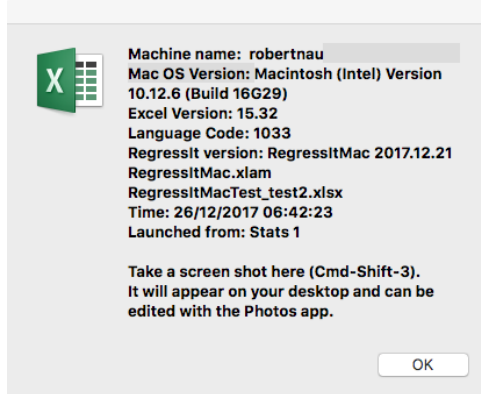 Machine name: robertnau
Mac OS Version: Macintosh (Intel) Version
10.12.6 (Build 16G29)
Excel Version: 15.32
Language Code: 1033
RegressIt version: RegressItMac 2017.12.21
RegressItMac.xlam
RegressItMacTest_test2.xlsx
Time: 26/12/2017 06:42:23
Launched from: Stats 1
Take a screen shot here (Cmd-Shift-3).
It will appear on your desktop and can be
edited with the Photos app.
OK